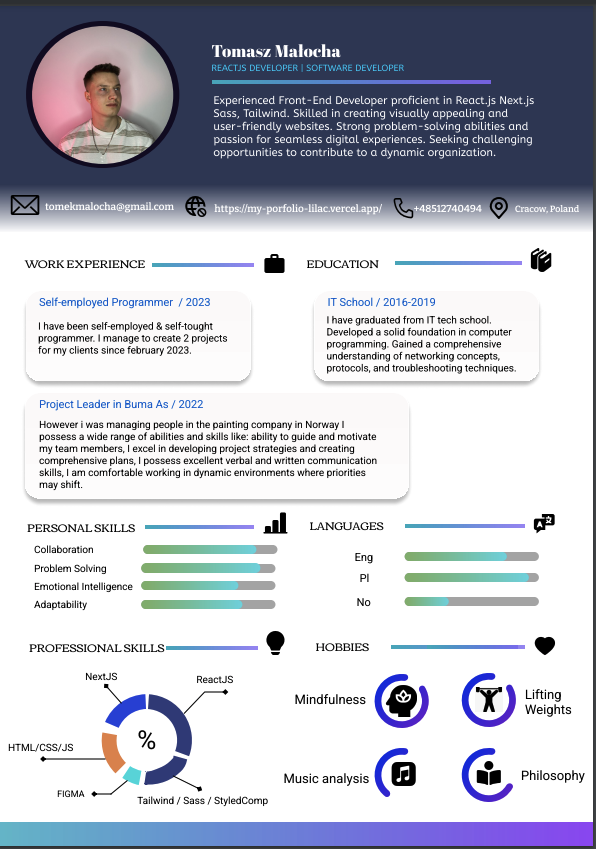 Tomasz Malocha
REACTJS DEVELOPER | SOFTWARE DEVELOPER
Experienced Front-End Developer proficient in React.js Next.js
Sass, Tailwind. Skilled in creating visually appealing and
user-friendly websites. Strong problem-solving abilities and
passion for seamless digital experiences. Seeking challenging
opportunities to contribute to a dynamic organization.
tomekmalocha@gmail.com
https://my-porfolio-lilac.vercel.app/
+48512740494
Cracow, Poland
WORK EXPERIENCE
Self-employed Programmer / 2023
I have been self-employed & self-tought
programmer. I manage to create 2 projects
for my clients since february 2023.
EDUCATION
IT School / 2016-2019
I have graduated from IT tech school.
Developed a solid foundation in computer
programming. Gained a comprehensive
understanding of networking concepts,
protocols, and troubleshooting techniques.
Project Leader in Buma As / 2022
However i was managing people in the painting company in Norway I
possess a wide range of abilities and skills like: ability to guide and motivate
my team members, I excel in developing project strategies and creating
comprehensive plans, I possess excellent verbal and written communication
skills, I am comfortable working in dynamic environments where priorities
may shift.
PERSONAL SKILLS
Collaboration
Problem Solving
Emotional Intelligence
Adaptability
LANGUAGES
Eng
Pl
No
PROFESSIONAL SKILLS
NextJS
ReactJS
HTML/CSS/JS
%
FIGMA
Tailwind / Sass / StyledComp
HOBBIES
Mindfulness
Lifting
Weights
Music analysis
Philosophy